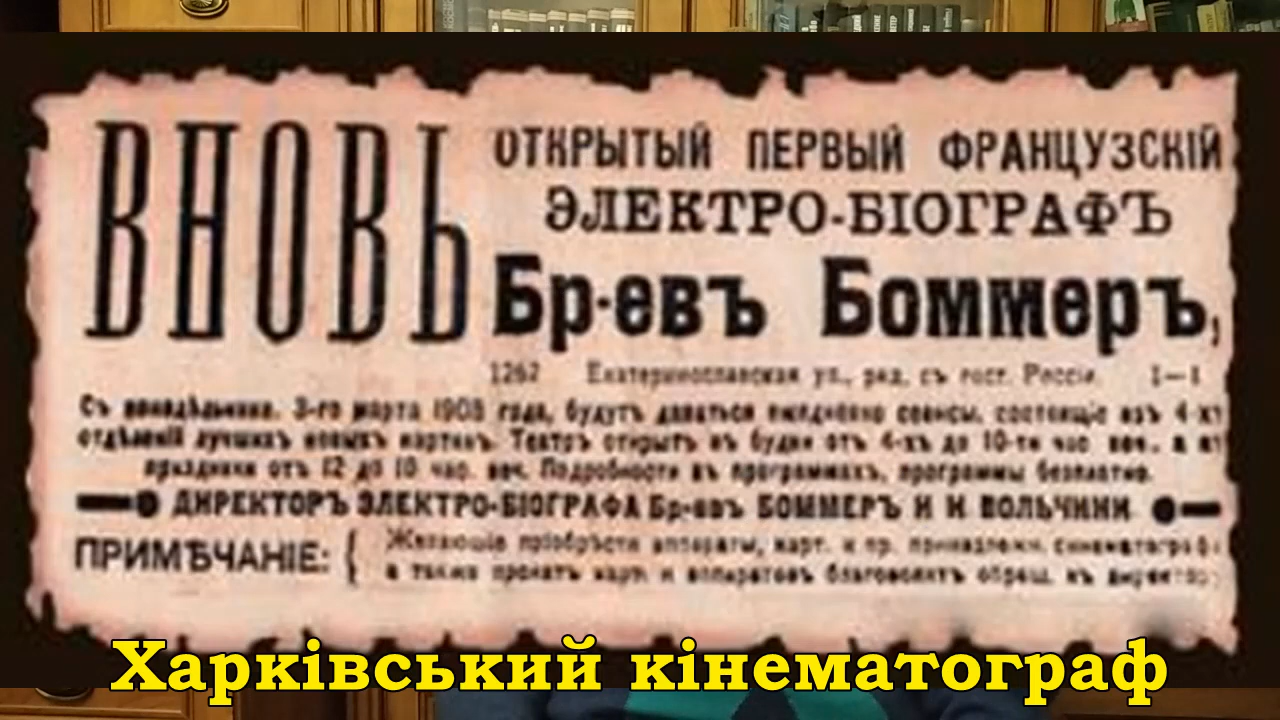 ВНОВЬ
ОТКРЫТЫЙ ПЕРВЫЙ ФРАНЦУЗСКІЙ
ЭЛЕКТРО-БІОГРАФЪ
Бр-евъ Боммеръ,
1262 Екатеринославская ул., ряд. съ гост. Россія 1—1
Съ понедѣльника, 3-го марта 1908 года, будутъ даваться ежедневно сеансы, состоящіе изъ 4-хъ
отдѣленій лучшихъ новыхъ картинъ. Театръ открытъ въ будни отъ 4-хъ до 10-ти час. веч., а въ
праздники отъ 12 до 10 час. веч. Подробности въ программахъ, программы безплатно.
ДИРЕКТОРЪ ЭЛЕКТРО-БІОГРАФА Бр-евъ БОММЕРЪ И И ВОЛЬЧИНИ
ПРИМѢЧАНІЕ: { Желающіе пріобрѣсти аппараты, карт. и пр. принадлежн. синематографа
а также прокатъ карт. и аппаратовъ благоволятъ обращ. къ директору
Харківський кінематограф